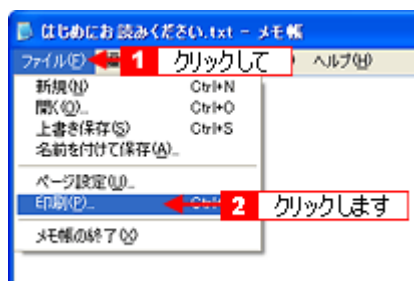 はじめにお読みください.txt - メモ帳
ファイル(F) 1 クリックして ヘルプ(H)
新規(N) Ctrl+N
開く(O)... Ctrl+O
上書き保存(S) Ctrl+S
名前を付けて保存(A)...
ページ設定(U)...
印刷(P)... 2 クリックします
メモ帳の終了(X)